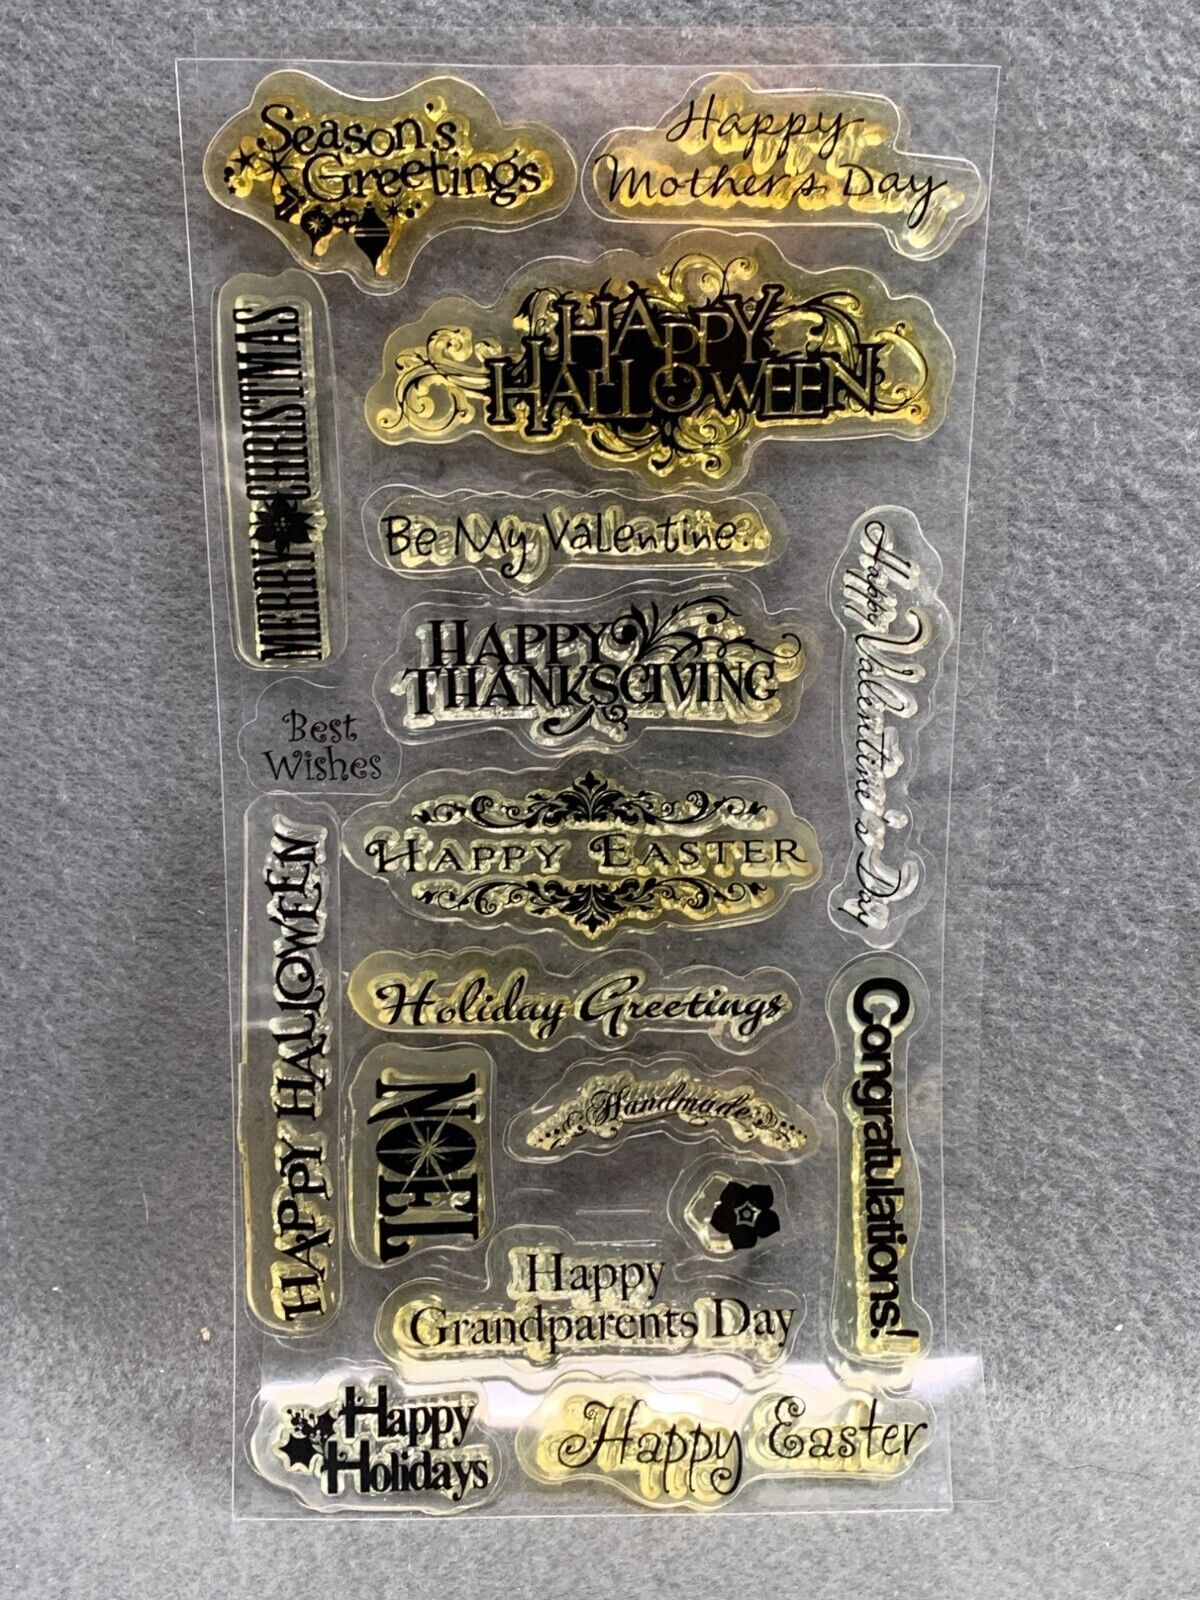 Season's
Greetings
Happy
Mother's Day
HAPPY
HALLOWEEN
MERRY CHRISTMAS
Be My Valentine.
Happy Valentine's Day
HAPPY
THANKSGIVING
Best
Wishes
HAPPY EASTER
HAPPY HALLOWEEN
Holiday Greetings
Congratulations!
NOEL
Handmade
Happy
Grandparents Day
Happy
Holidays
Happy Easter